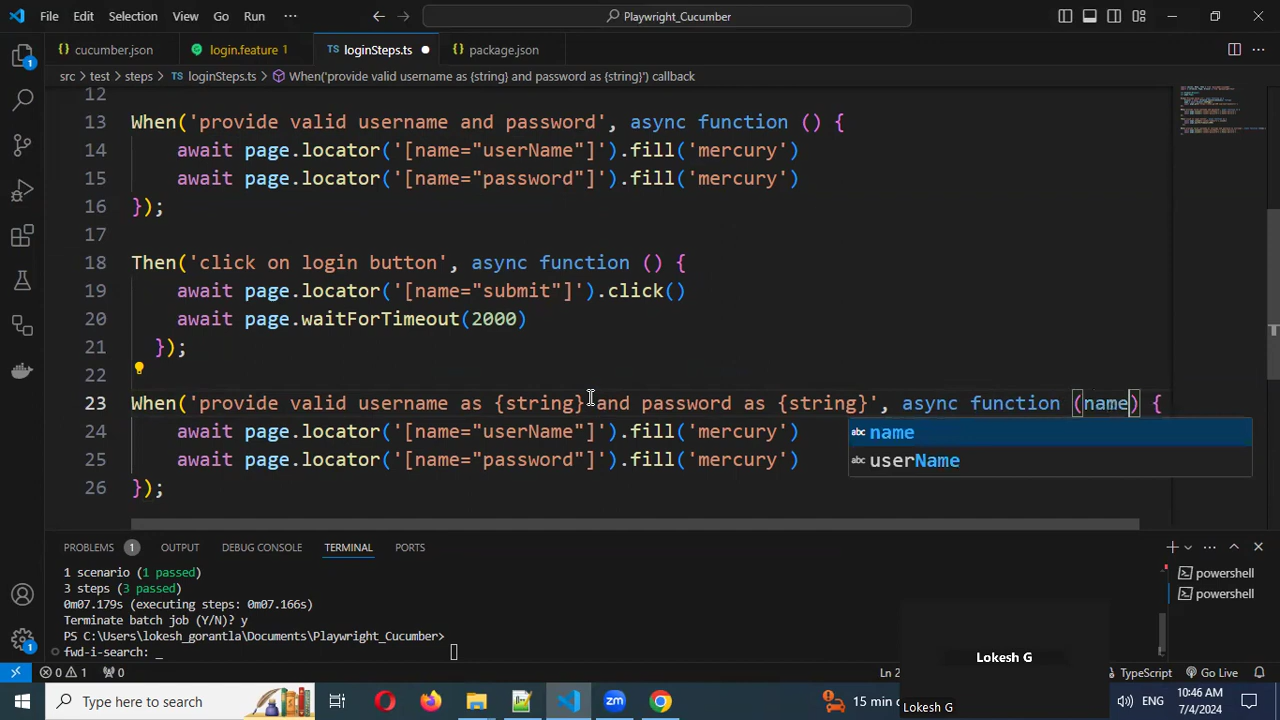 File Edit Selection View Go Run ··· Playwright_Cucumber
cucumber.json login.feature 1 TS loginSteps.ts package.json
src > test > steps > TS loginSteps.ts > When('provide valid username as {string} and password as {string}') callback
12
13 When('provide valid username and password', async function () {
14 await page.locator('[name="userName"]').fill('mercury')
15 await page.locator('[name="password"]').fill('mercury')
16 });
17
18 Then('click on login button', async function () {
19 await page.locator('[name="submit"]').click()
20 await page.waitForTimeout(2000)
21 });
22
23 When('provide valid username as {string} and password as {string}', async function (name) {
24 await page.locator('[name="userName"]').fill('mercury')
abc name
25 await page.locator('[name="password"]').fill('mercury')
abc userName
26 });
PROBLEMS 1 OUTPUT DEBUG CONSOLE TERMINAL PORTS
1 scenario (1 passed)
3 steps (3 passed)
0m07.179s (executing steps: 0m07.166s)
Terminate batch job (Y/N)? y
PS C:\Users\lokesh_gorantla\Documents\Playwright_Cucumber>
fwd-i-search: _
powershell
powershell
Lokesh G
0 1 0 Ln 2 TypeScript Go Live
Type here to search 15 min ENG 10:46 AM
7/4/2024
Lokesh G